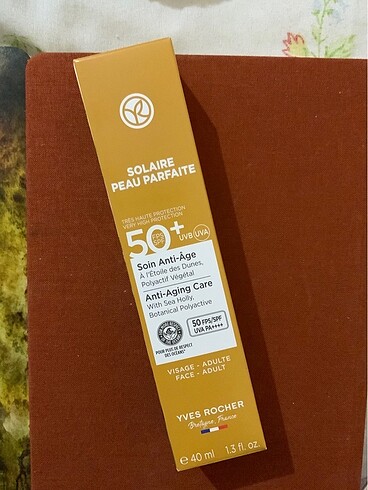 SOLAIRE
PEAU PARFAITE
TRÈS HAUTE PROTECTION
VERY HIGH PROTECTION
50+ FPS SPF UVB UVA
Soin Anti-Âge
À l'Étoile des Dunes,
Polyactif Végétal
Anti-Aging Care
With Sea Holly,
Botanical Polyactive
50 FPS/SPF
UVA PA++++
POUR PLUS DE RESPECT
DES OCÉANS*
VISAGE - ADULTE
FACE - ADULT
YVES ROCHER
Bretagne, France
e 40 ml 1.3 fl. oz.